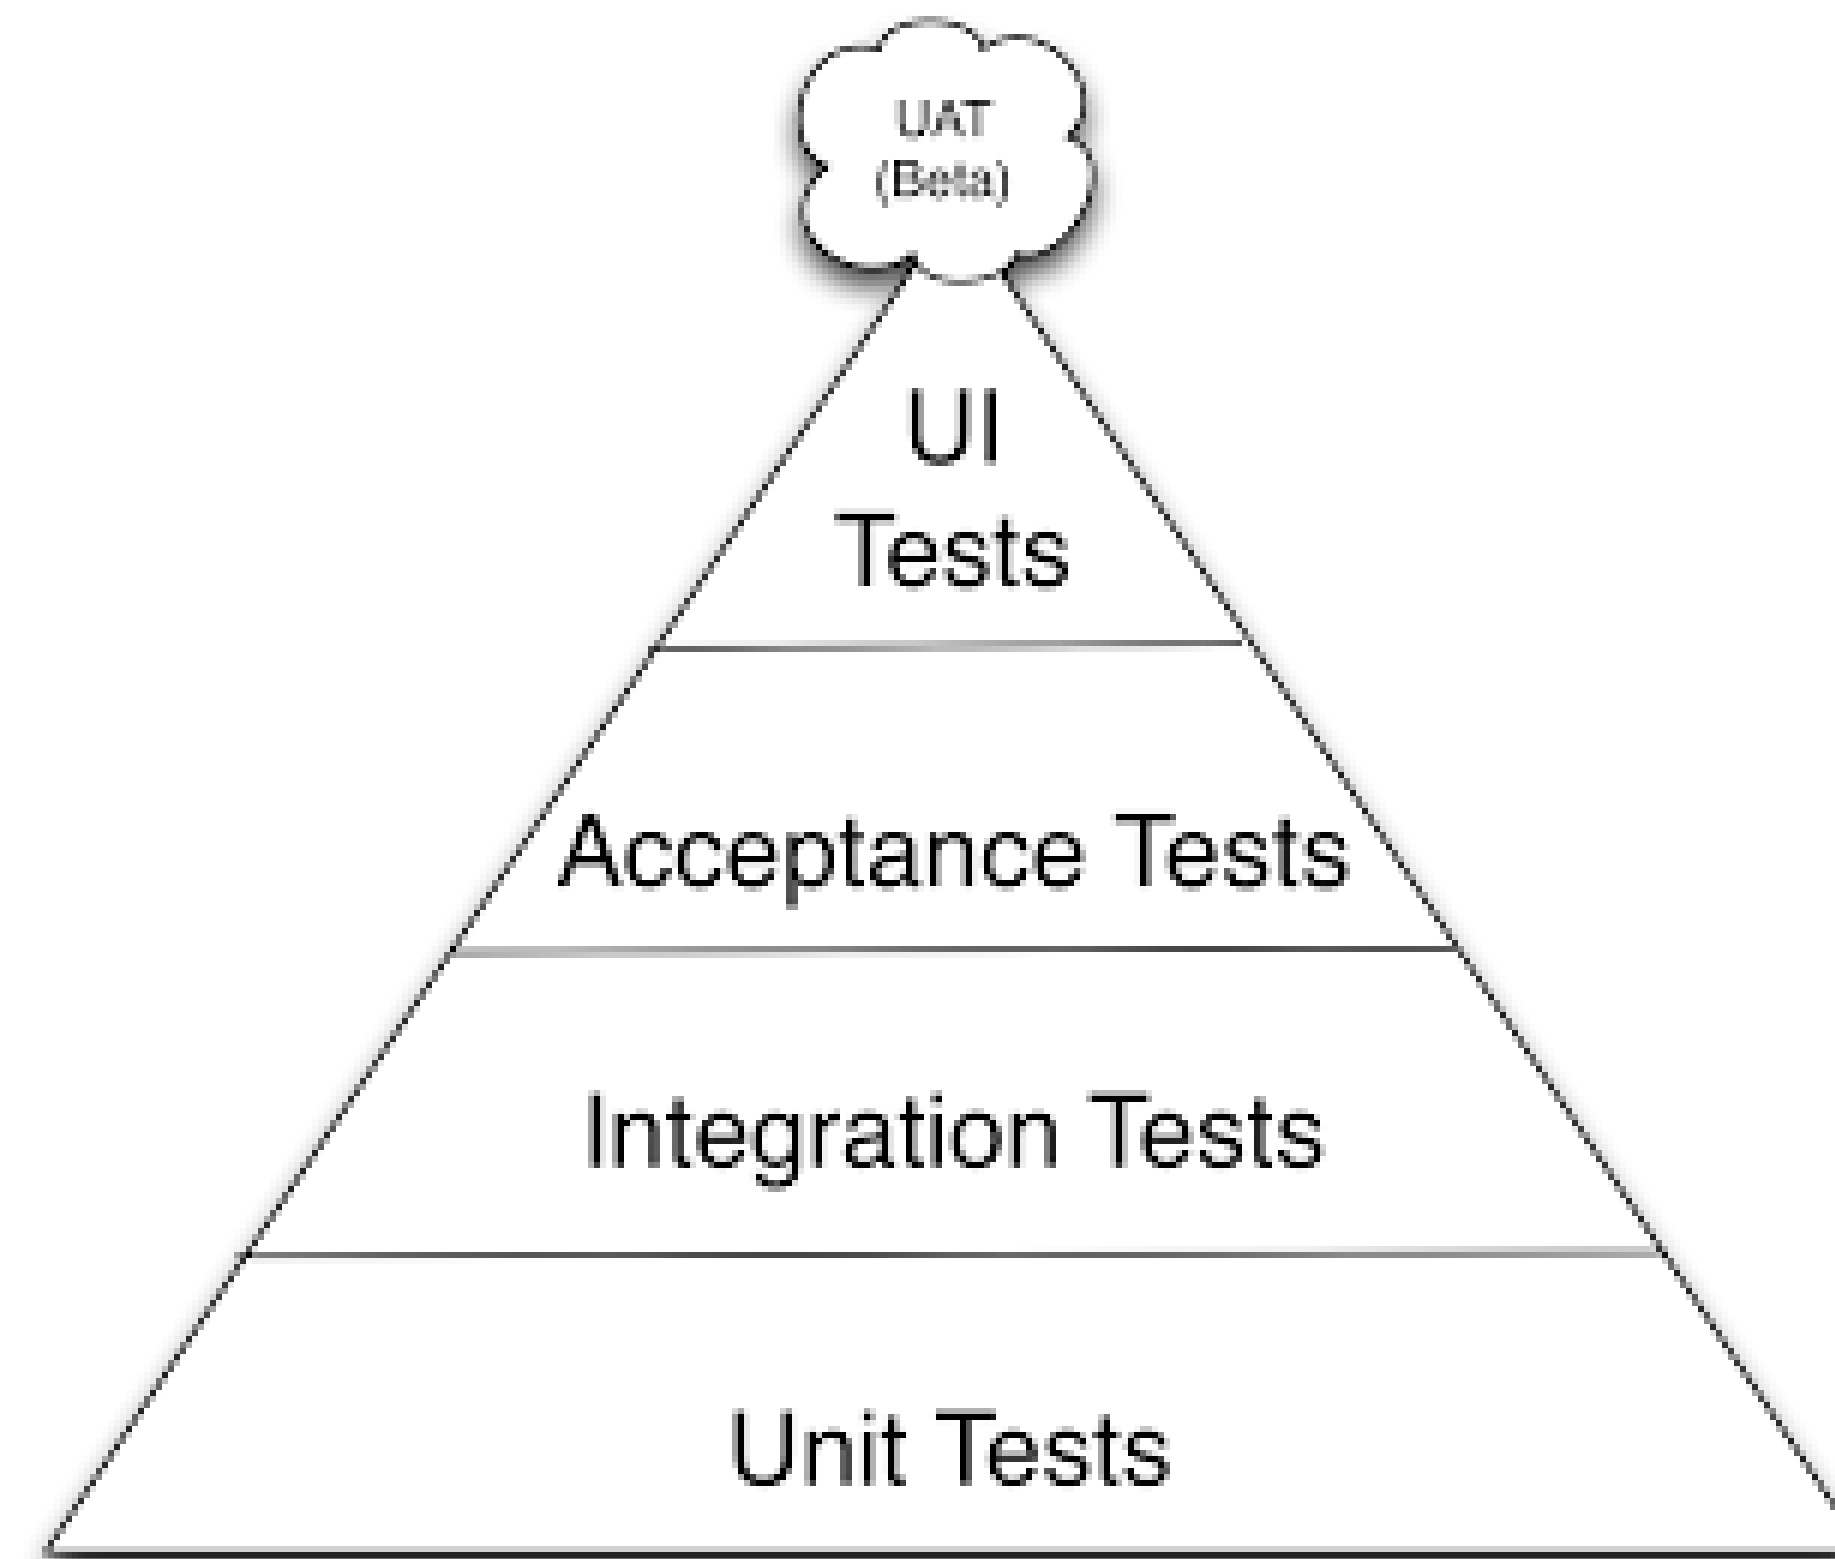 UAT
(Beta)
UI
Tests
Acceptance Tests
Integration Tests
Unit Tests